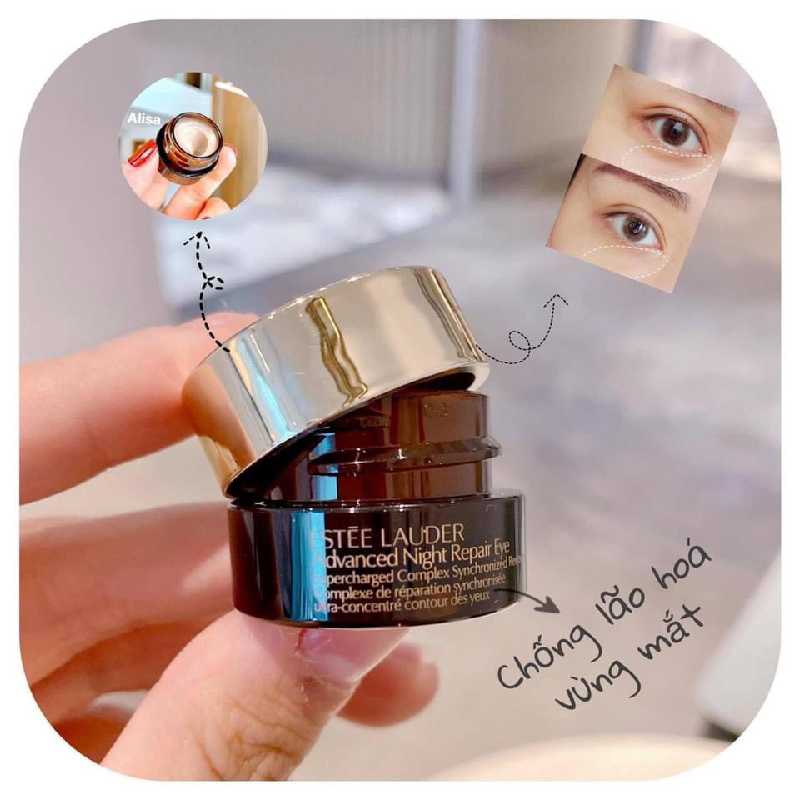 Alisa
ESTĒE LAUDER
Advanced Night Repair Eye
Supercharged Complex Synchronized
Complexe de réparation synchronisée
ultra-concentré contour des yeux
Chống lão hoá
vùng mắt